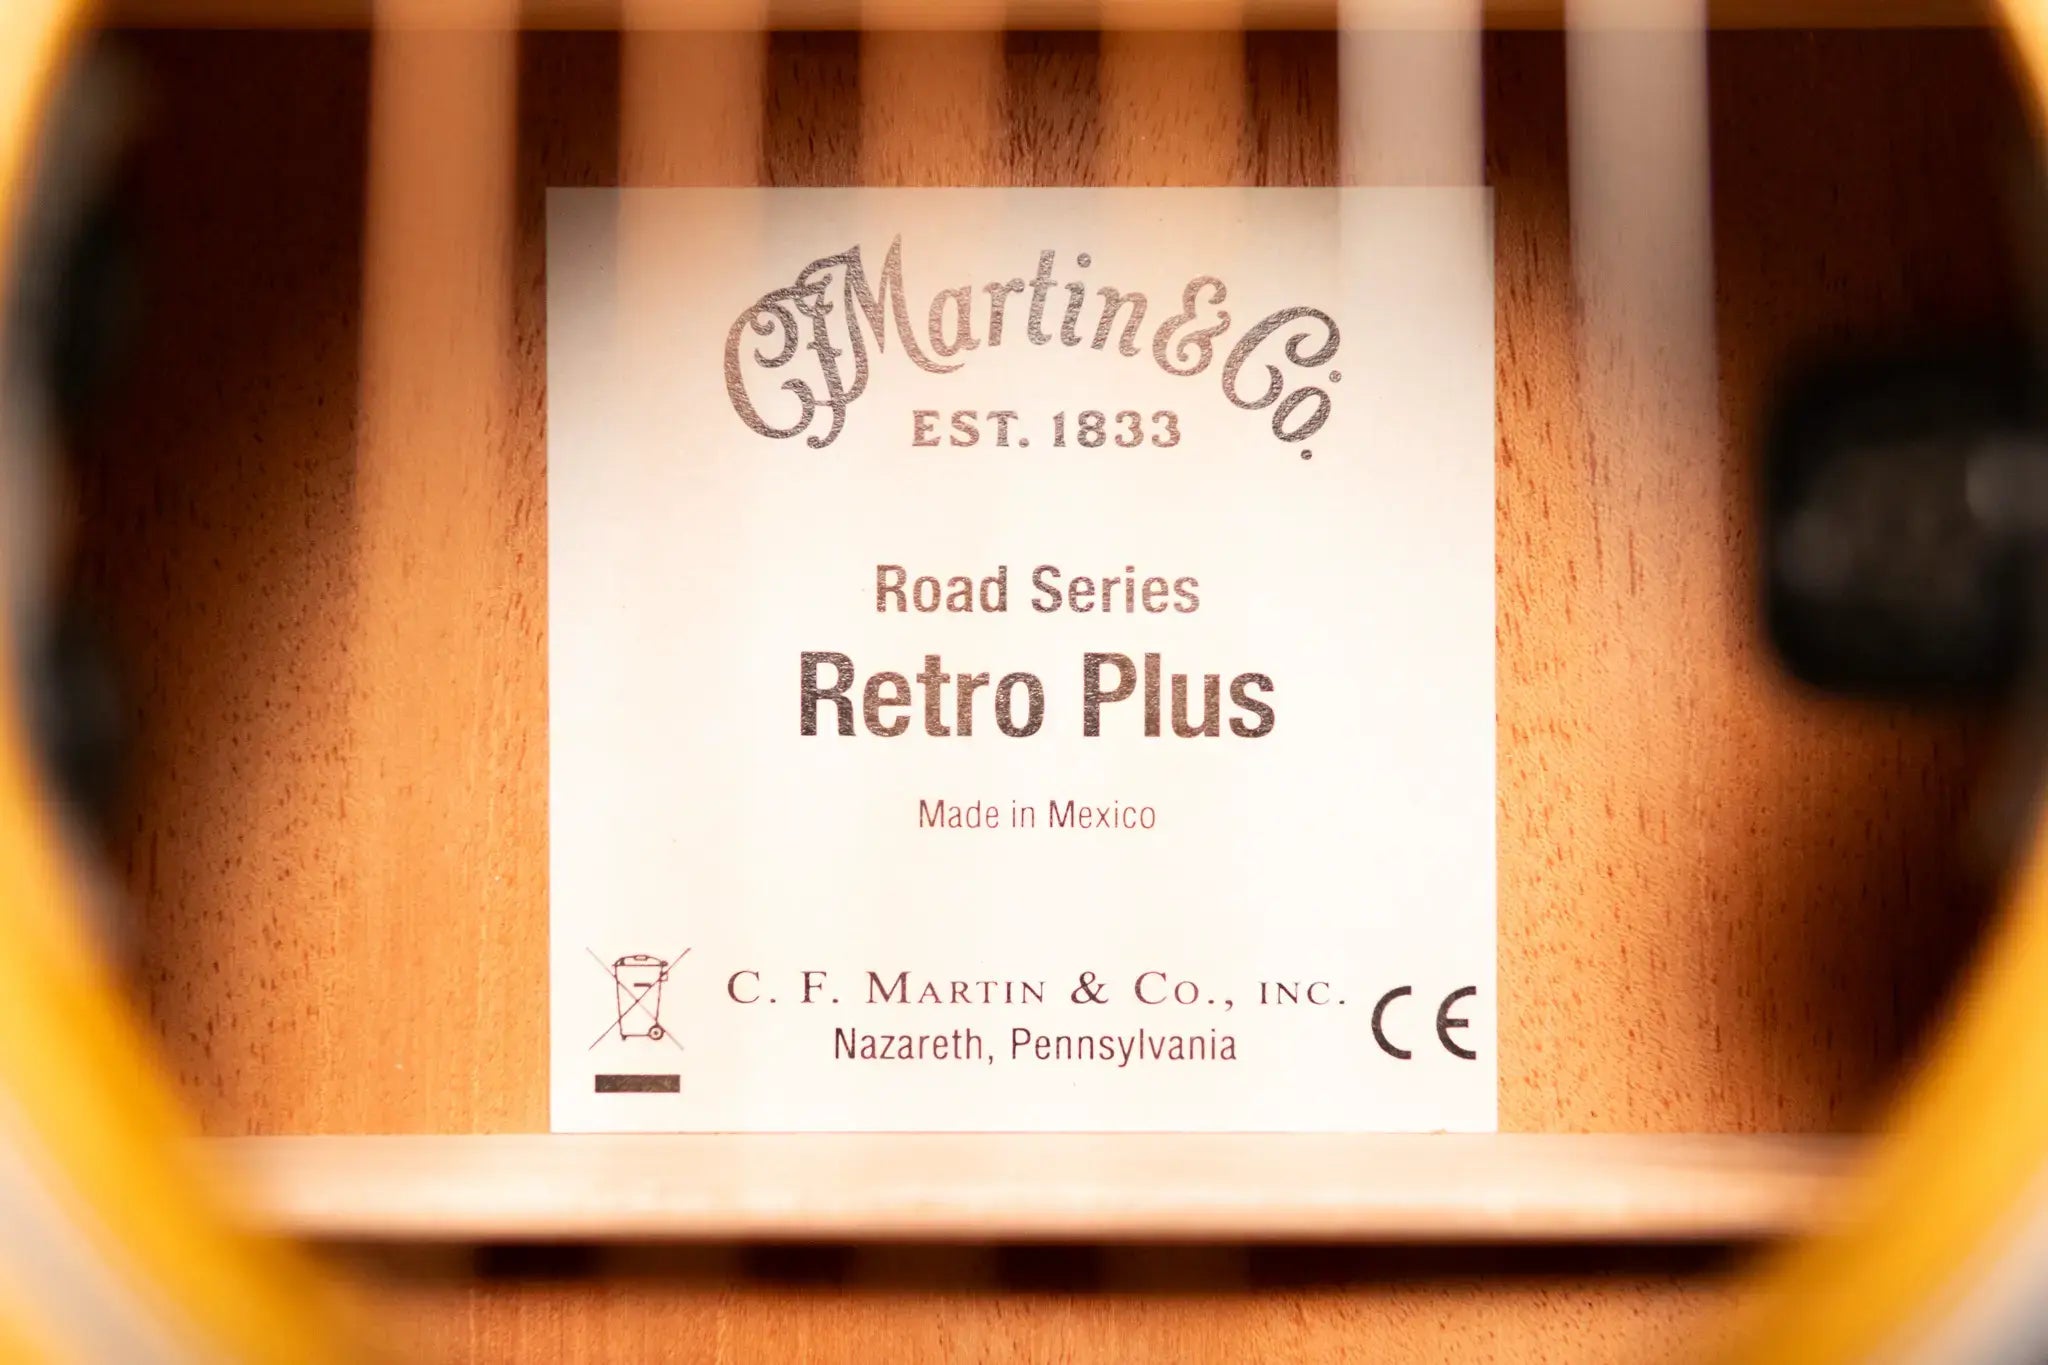 CFMartin & Co.
EST. 1833
Road Series
Retro Plus
Made in Mexico
C. F. MARTIN & CO., INC.
Nazareth, Pennsylvania
CE